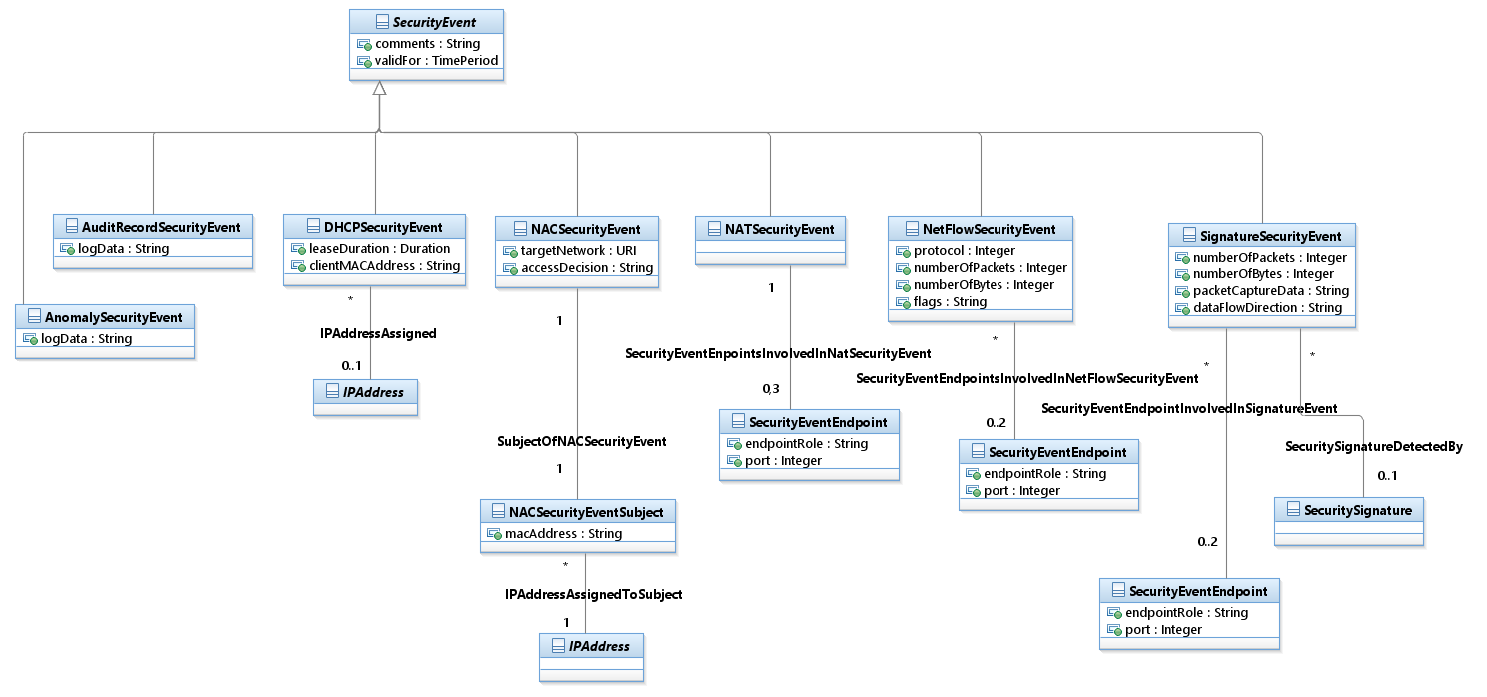 SecurityEvent
comments : String
validFor : TimePeriod
AuditRecordSecurityEvent
logData : String
DHCPSecurityEvent
leaseDuration : Duration
clientMACAddress : String
NACSecurityEvent
targetNetwork : URI
accessDecision : String
NATSecurityEvent
NetFlowSecurityEvent
protocol : Integer
numberOfPackets : Integer
numberOfBytes : Integer
flags : String
SignatureSecurityEvent
numberOfPackets : Integer
numberOfBytes : Integer
packetCaptureData : String
dataFlowDirection : String
AnomalySecurityEvent
logData : String
*
IPAddressAssigned
0..1
IPAddress
1
SubjectOfNACSecurityEvent
1
NACSecurityEventSubject
macAddress : String
*
IPAddressAssignedToSubject
1
IPAddress
1
SecurityEventEnpointsInvolvedInNatSecurityEvent
0,3
SecurityEventEndpoint
endpointRole : String
port : Integer
*
SecurityEventEndpointsInvolvedInNetFlowSecurityEvent
0..2
SecurityEventEndpoint
endpointRole : String
port : Integer
*
SecurityEventEndpointInvolvedInSignatureEvent
0..2
SecurityEventEndpoint
endpointRole : String
port : Integer
*
SecuritySignatureDetectedBy
0..1
SecuritySignature